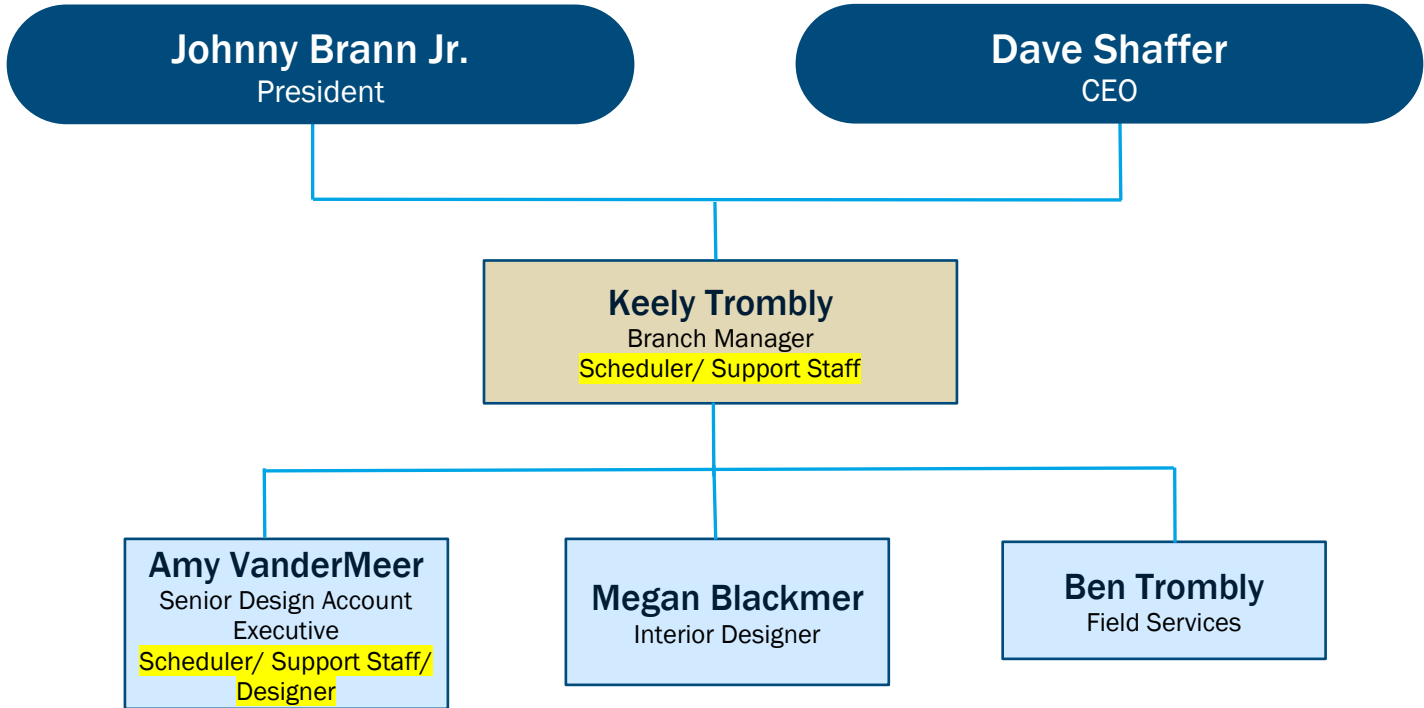 Johnny Brann Jr.
President
Dave Shaffer
CEO
Keely Trombly
Branch Manager
Scheduler/ Support Staff
Amy VanderMeer
Senior Design Account
Executive
Scheduler/ Support Staff/
Designer
Megan Blackmer
Interior Designer
Ben Trombly
Field Services